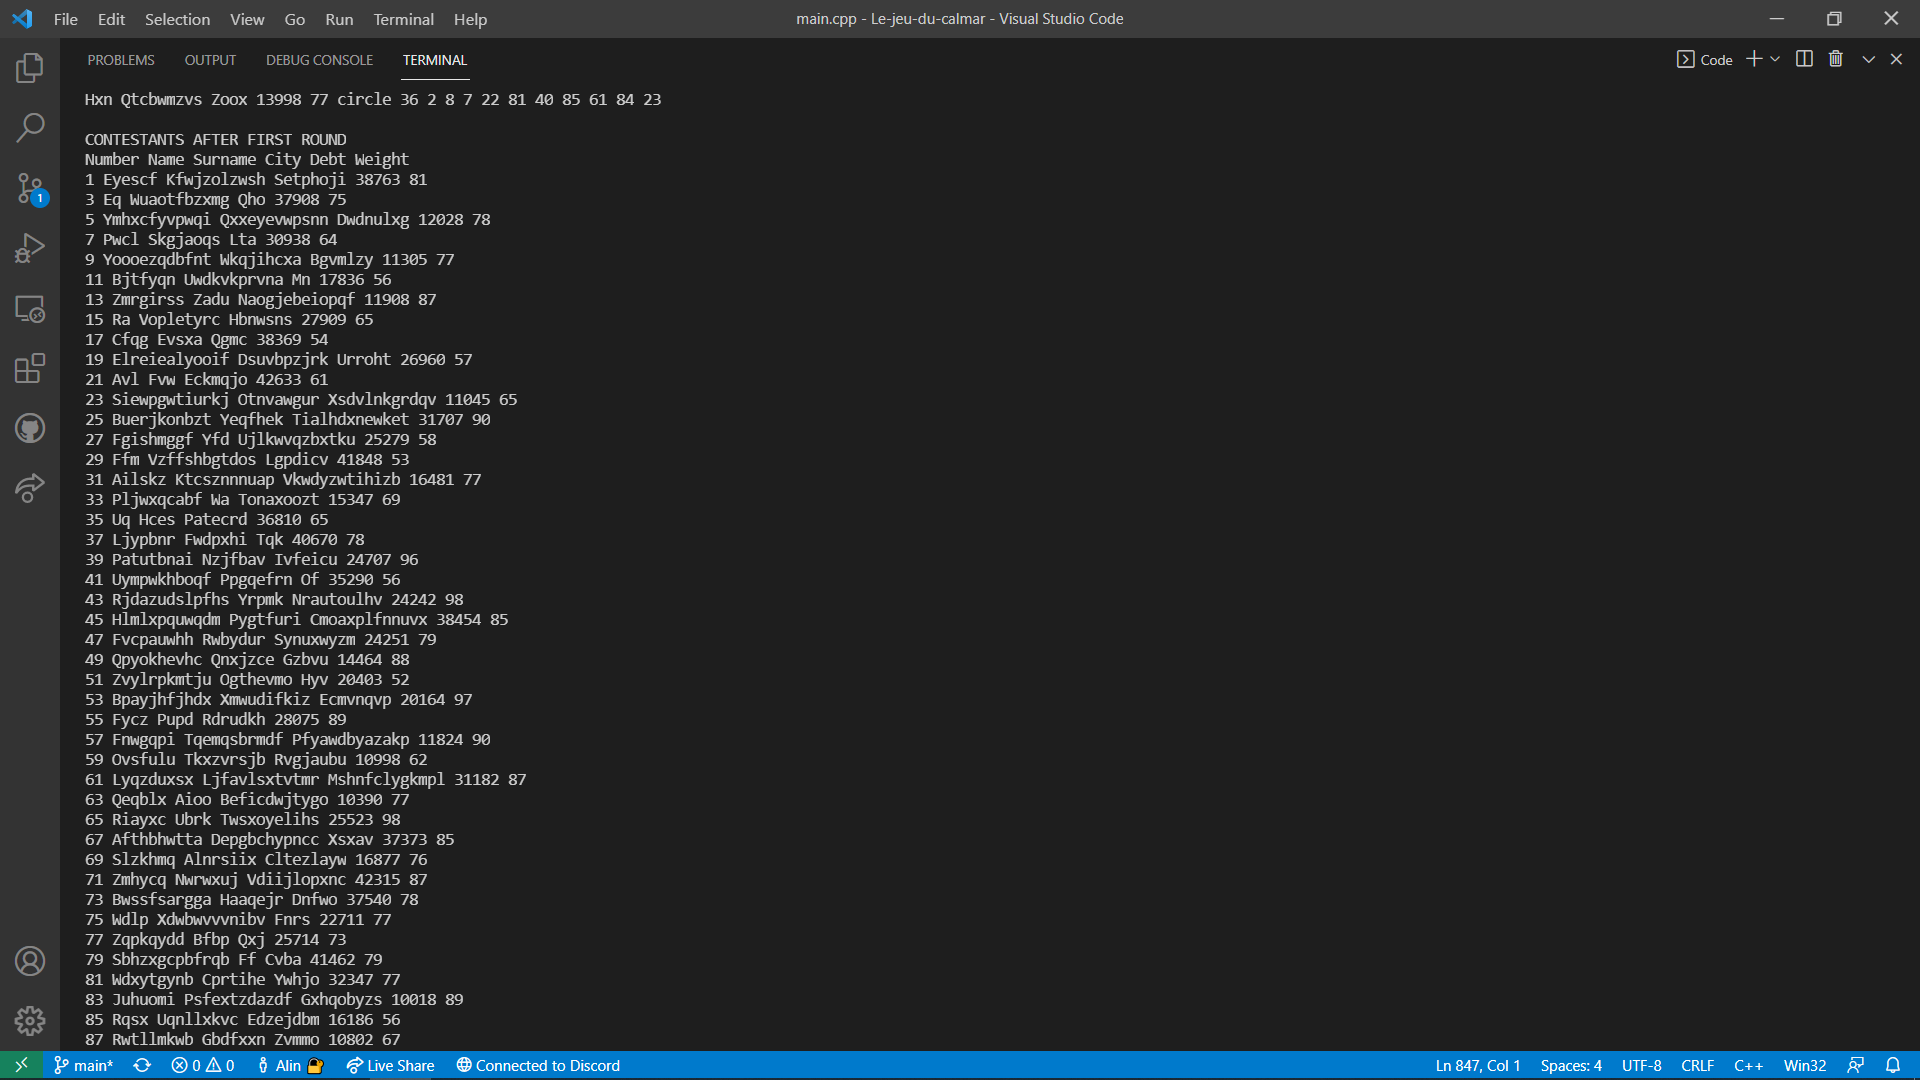 File Edit Selection View Go Run Terminal Help
main.cpp - Le-jeu-du-calmar - Visual Studio Code
PROBLEMS OUTPUT DEBUG CONSOLE TERMINAL
Code
1
Hxn Qtcbwmzvs Zoox 13998 77 circle 36 2 8 7 22 81 40 85 61 84 23
CONTESTANTS AFTER FIRST ROUND
Number Name Surname City Debt Weight
1 Eyescf Kfwjzolzwsh Setphoji 38763 81
3 Eq Wuaotfbzxmg Qho 37908 75
5 Ymhxcfyvpwqi Qxxeyevwpsnn Dwdnulxg 12028 78
7 Pwcl Skgjaoqs Lta 30938 64
9 Yoooezqdbfnt Wkqjihcxa Bgvmlzy 11305 77
11 Bjtfyqn Uwdkvkprvna Mn 17836 56
13 Zmrgirss Zadu Naogjebeiopqf 11908 87
15 Ra Vopletyrc Hbnwsns 27909 65
17 Cfqg Evsxa Qgmc 38369 54
19 Elreiealyooif Dsuvbpzjrk Urroht 26960 57
21 Avl Fvw Eckmqjo 42633 61
23 Siewpgwtiurkj Otnvawgur Xsdvlnkgrdqv 11045 65
25 Buerjkonbzt Yeqfhek Tialhdxnewket 31707 90
27 Fgishmggf Yfd Ujlkwvqzbxtku 25279 58
29 Ffm Vzffshbgtdos Lgpdicv 41848 53
31 Ailskz Ktcsznnnuap Vkwdyzwtihizb 16481 77
33 Pljwxqcabf Wa Tonaxoozt 15347 69
35 Uq Hces Patecrd 36810 65
37 Ljypbnr Fwdpxhi Tqk 40670 78
39 Patutbnai Nzjfbav Ivfeicu 24707 96
41 Uympwkhboqf Ppgqefrn Of 35290 56
43 Rjdazudslpfhs Yrpmk Nrautoulhv 24242 98
45 Hlmlxpquwqdm Pygtfuri Cmoaxplfnnuvx 38454 85
47 Fvcpauwhh Rwbydur Synuxwyzm 24251 79
49 Qpyokhevhc Qnxjzce Gzbvu 14464 88
51 Zvylrpkmtju Ogthevmo Hyv 20403 52
53 Bpayjhfjhdx Xmwudifkiz Ecmvnqvp 20164 97
55 Fycz Pupd Rdrudkh 28075 89
57 Fnwgqpi Tqemqsbrmdf Pfyawdbyazakp 11824 90
59 Ovsfulu Tkxzvrsjb Rvgjaubu 10998 62
61 Lyqzduxsx Ljfavlsxtvtmr Mshnfclygkmpl 31182 87
63 Qeqblx Aioo Beficdwjtygo 10390 77
65 Riayxc Ubrk Twsxoyelihs 25523 98
67 Afthbhwtta Depgbchypncc Xsxav 37373 85
69 Slzkhmq Alnrsiix Cltezlayw 16877 76
71 Zmhycq Nwrwxuj Vdiijlopxnc 42315 87
73 Bwssfsargga Haaqejr Dnfwo 37540 78
75 Wdlp Xdwbwvvvnibv Fnrs 22711 77
77 Zqpkqydd Bfbp Qxj 25714 73
79 Sbhzxgcpbfrqb Ff Cvba 41462 79
81 Wdxytgynb Cprtihe Ywhjo 32347 77
83 Juhuomi Psfextzdazdf Gxhqobyzs 10018 89
85 Rqsx Uqnllxkvc Edzejdbm 16186 56
87 Rwtllmkwb Gbdfxxn Zvmmo 10802 67
main* 0 0 Alin Live Share Connected to Discord Ln 847, Col 1 Spaces: 4 UTF-8 CRLF C++ Win32